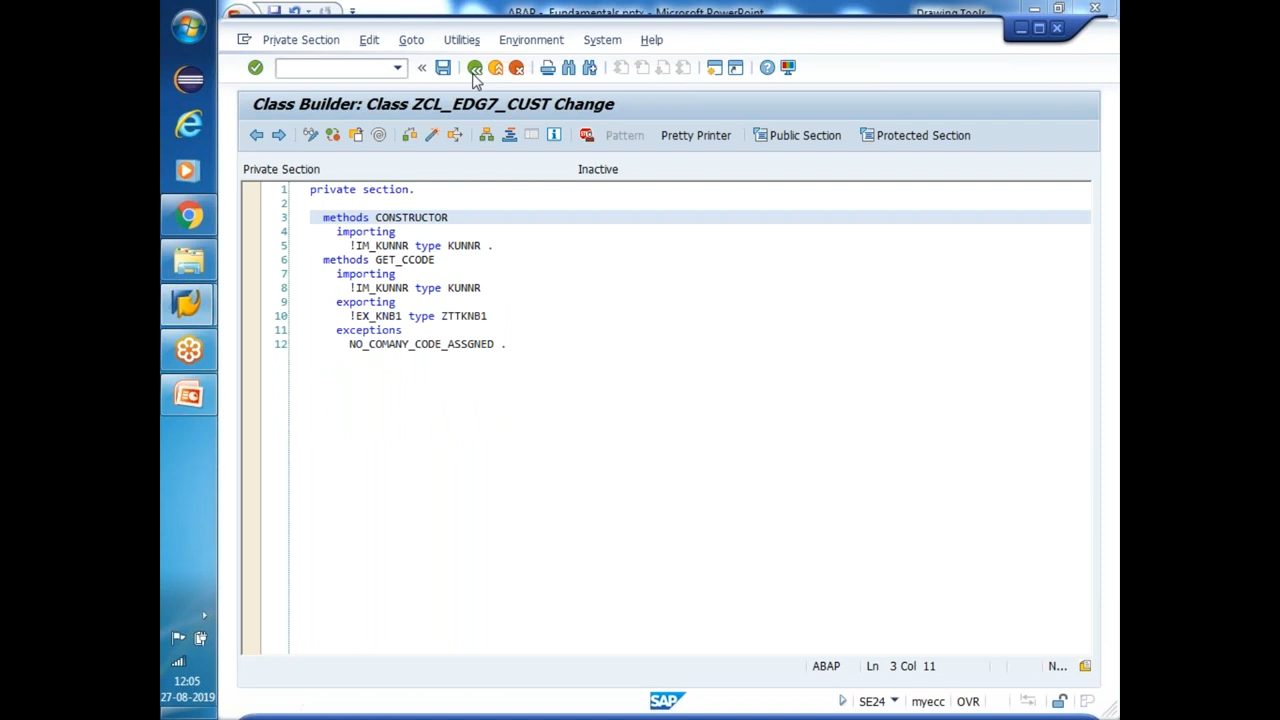 ABAP - Fundamentals.pptx - Microsoft PowerPoint
Drawing Tools
Private Section Edit Goto Utilities Environment System Help
Class Builder: Class ZCL_EDG7_CUST Change
Pattern Pretty Printer Public Section Protected Section
Private Section Inactive
1 private section.
2
3 methods CONSTRUCTOR
4 importing
5 !IM_KUNNR type KUNNR .
6 methods GET_CCODE
7 importing
8 !IM_KUNNR type KUNNR
9 exporting
10 !EX_KNB1 type ZTTKNB1
11 exceptions
12 NO_COMANY_CODE_ASSGNED .
ABAP Ln 3 Col 11 N...
SAP SE24 myecc OVR
12:05
27-08-2019